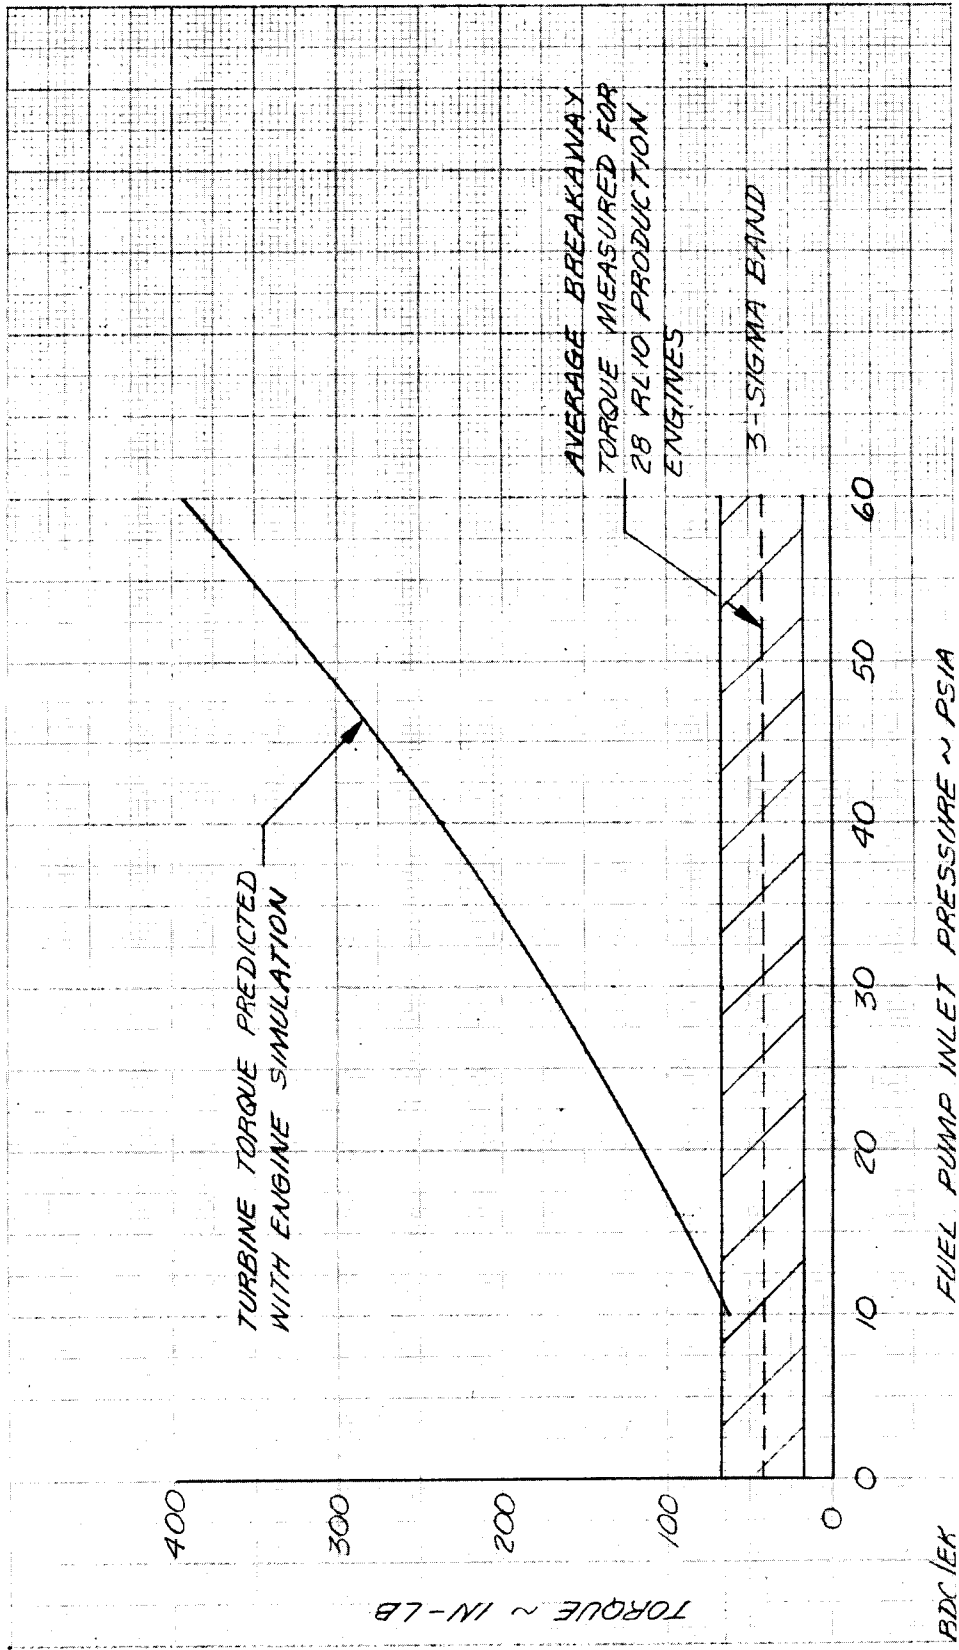 TURBINE TORQUE PREDICTED
WITH ENGINE SIMULATION
AVERAGE BREAKAWAY
TORQUE MEASURED FOR
28 RL10 PRODUCTION
ENGINES
3-SIGMA BAND
TORQUE ~ IN-LB
400
300
200
100
0
0
10
20
30
40
50
60
FUEL PUMP INLET PRESSURE ~ PSIA
BDC IEK